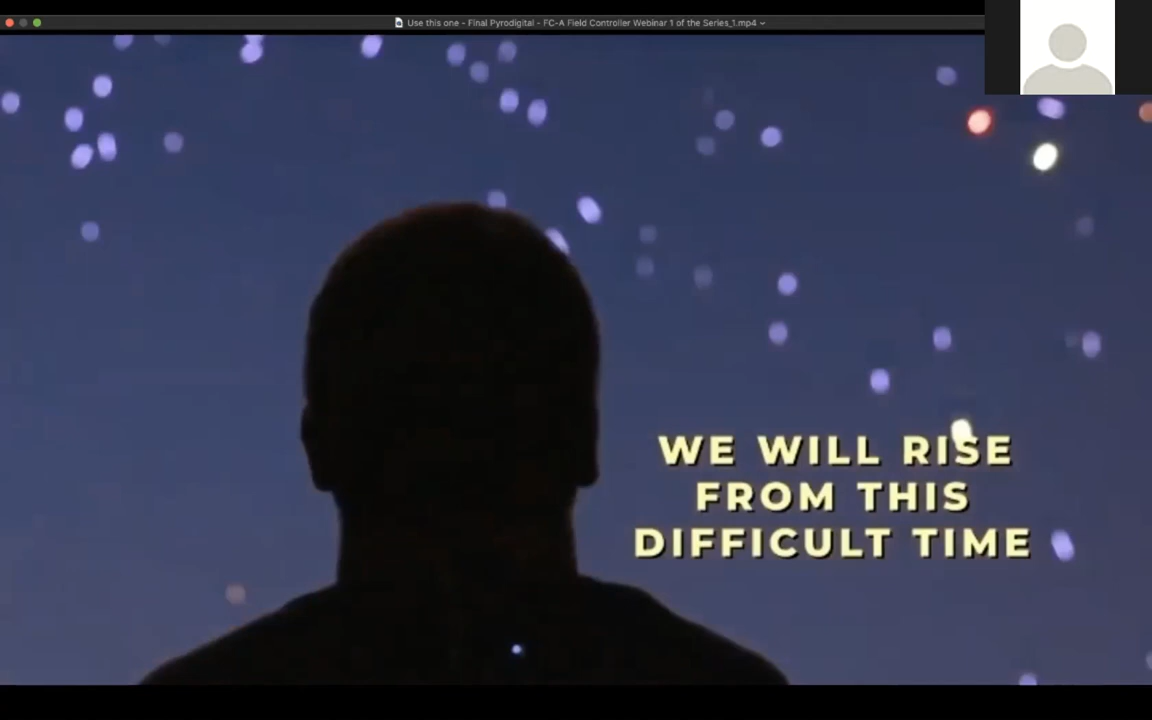 Use this one - Final Pyrodigital - FC-A Field Controller Webinar 1 of the Series_1.mp4
WE WILL RISE
FROM THIS
DIFFICULT TIME